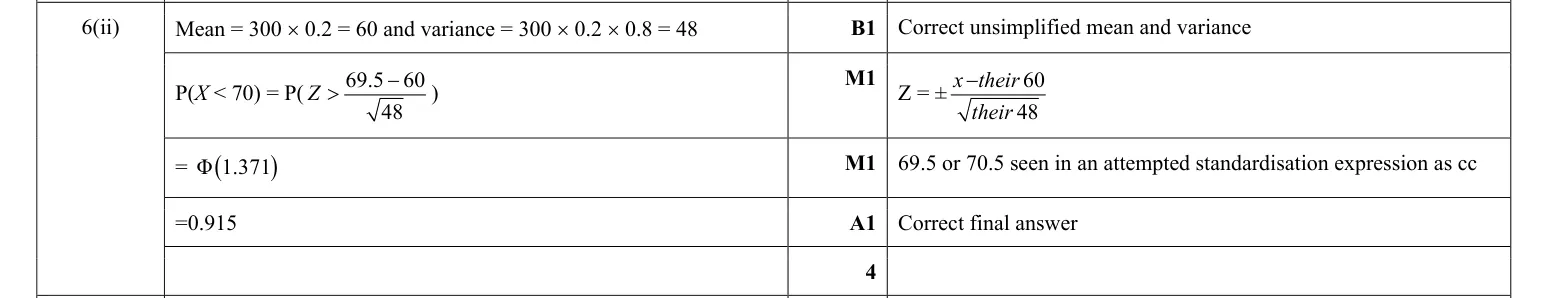 6(ii) Mean = 300 × 0.2 = 60 and variance = 300 × 0.2 × 0.8 = 48 B1 Correct unsimplified mean and variance
P(X < 70) = P( Z > (69.5 − 60)/√48 ) M1 Z = ± (x − their 60)/√(their 48)
= Φ(1.371) M1 69.5 or 70.5 seen in an attempted standardisation expression as cc
=0.915 A1 Correct final answer
4